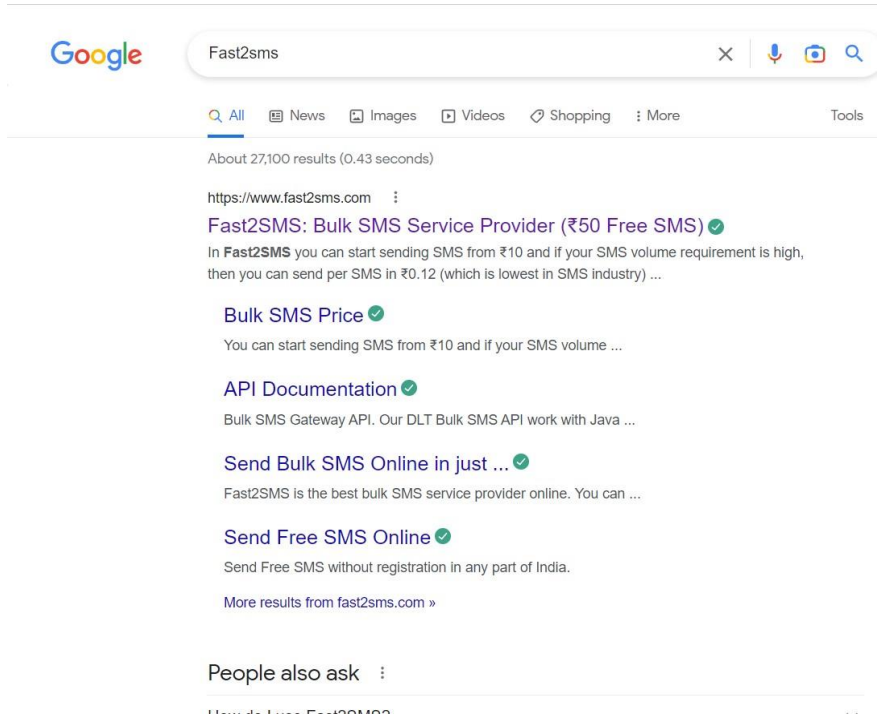 Google
Fast2sms
All News Images Videos Shopping More Tools
About 27,100 results (0.43 seconds)
https://www.fast2sms.com
Fast2SMS: Bulk SMS Service Provider (₹50 Free SMS)
In Fast2SMS you can start sending SMS from ₹10 and if your SMS volume requirement is high,
then you can send per SMS in ₹0.12 (which is lowest in SMS industry) ...
Bulk SMS Price
You can start sending SMS from ₹10 and if your SMS volume ...
API Documentation
Bulk SMS Gateway API. Our DLT Bulk SMS API work with Java ...
Send Bulk SMS Online in just ...
Fast2SMS is the best bulk SMS service provider online. You can ...
Send Free SMS Online
Send Free SMS without registration in any part of India.
More results from fast2sms.com »
People also ask
How do I use Fast2SMS?